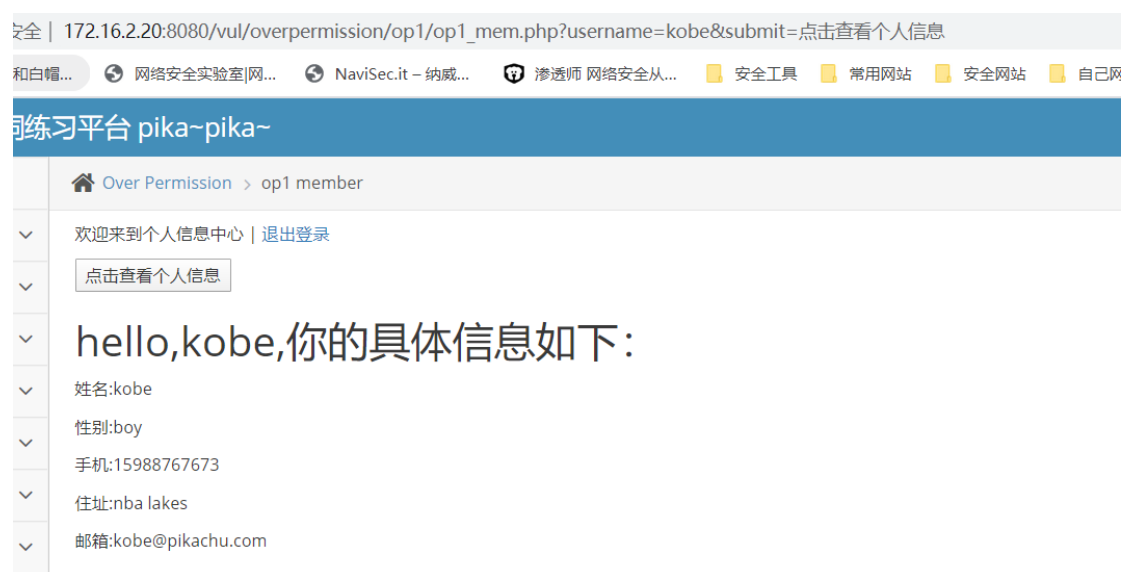 安全 | 172.16.2.20:8080/vul/overpermission/op1/op1_mem.php?username=kobe&submit=点击查看个人信息
和白帽... 网络安全实验室|网... NaviSec.it – 纳威... 渗透师 网络安全从... 安全工具 常用网站 安全网站 自己网
洞练习平台 pika~pika~
Over Permission > op1 member
欢迎来到个人信息中心 | 退出登录
点击查看个人信息
hello,kobe,你的具体信息如下：
姓名:kobe
性别:boy
手机:15988767673
住址:nba lakes
邮箱:kobe@pikachu.com